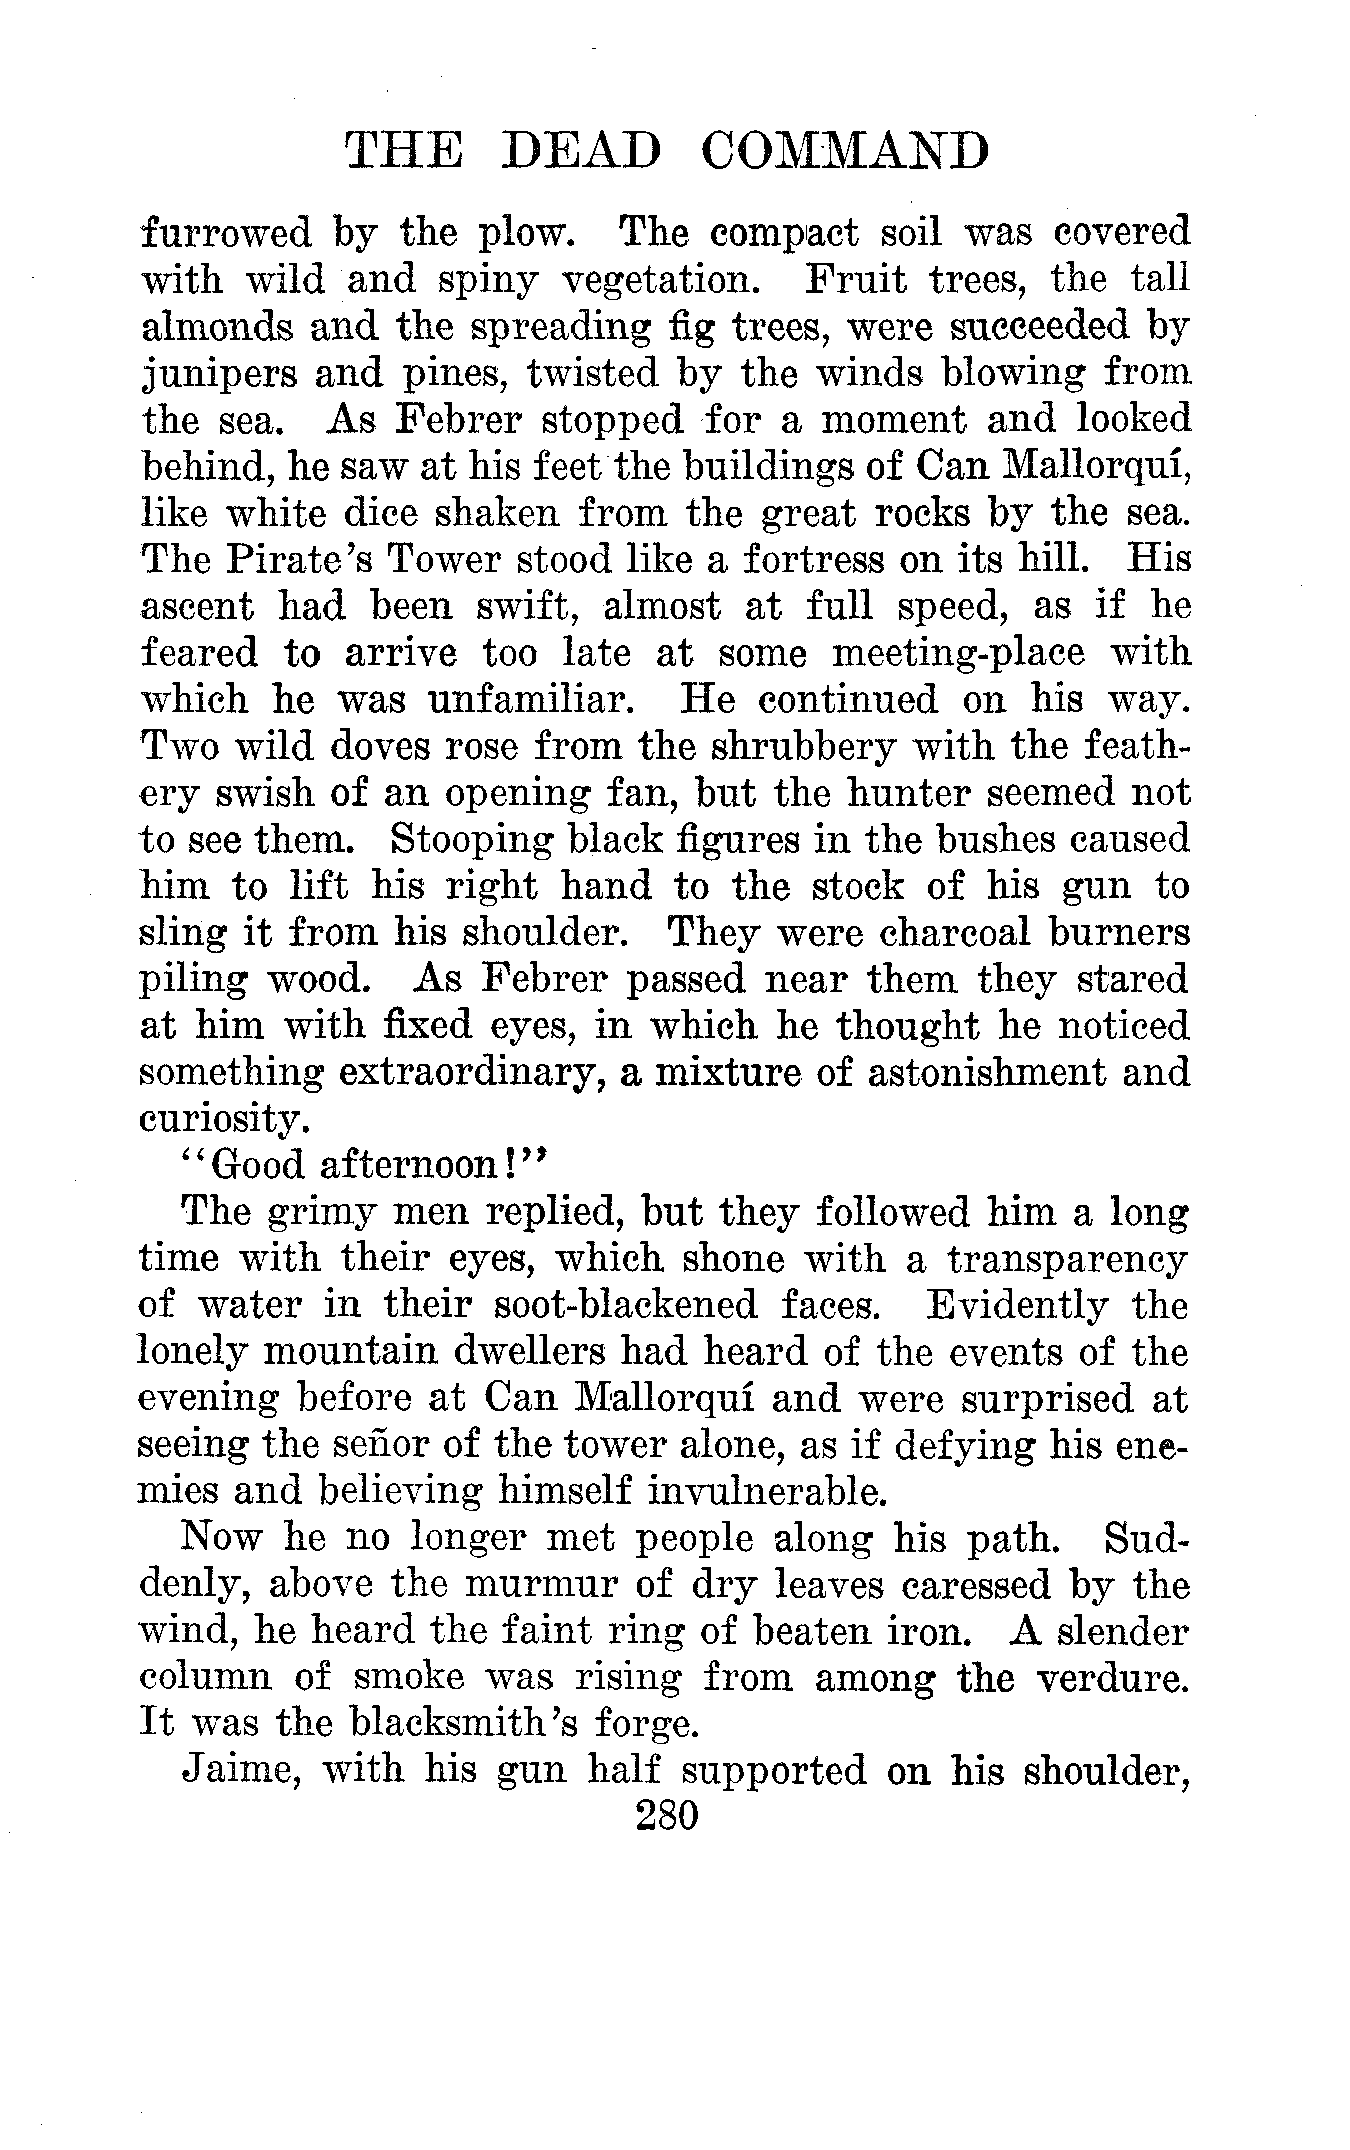 THE DEAD COMMAND
furrowed by the plow. The compact soil was covered
with wild and spiny vegetation. Fruit trees, the tall
almonds and the spreading fig trees, were succeeded by
junipers and pines, twisted by the winds blowing from
the sea. As Febrer stopped for a moment and looked
behind, he saw at his feet the buildings of Can Mallorquí,
like white dice shaken from the great rocks by the sea.
The Pirate's Tower stood like a fortress on its hill. His
ascent had been swift, almost at full speed, as if he
feared to arrive too late at some meeting-place with
which he was unfamiliar. He continued on his way.
Two wild doves rose from the shrubbery with the feath-
ery swish of an opening fan, but the hunter seemed not
to see them. Stooping black figures in the bushes caused
him to lift his right hand to the stock of his gun to
sling it from his shoulder. They were charcoal burners
piling wood. As Febrer passed near them they stared
at him with fixed eyes, in which he thought he noticed
something extraordinary, a mixture of astonishment and
curiosity.
"Good afternoon!"
The grimy men replied, but they followed him a long
time with their eyes, which shone with a transparency
of water in their soot-blackened faces. Evidently the
lonely mountain dwellers had heard of the events of the
evening before at Can Mallorquí and were surprised at
seeing the señor of the tower alone, as if defying his ene-
mies and believing himself invulnerable.
Now he no longer met people along his path. Sud-
denly, above the murmur of dry leaves caressed by the
wind, he heard the faint ring of beaten iron. A slender
column of smoke was rising from among the verdure.
It was the blacksmith's forge.
Jaime, with his gun half supported on his shoulder,
280